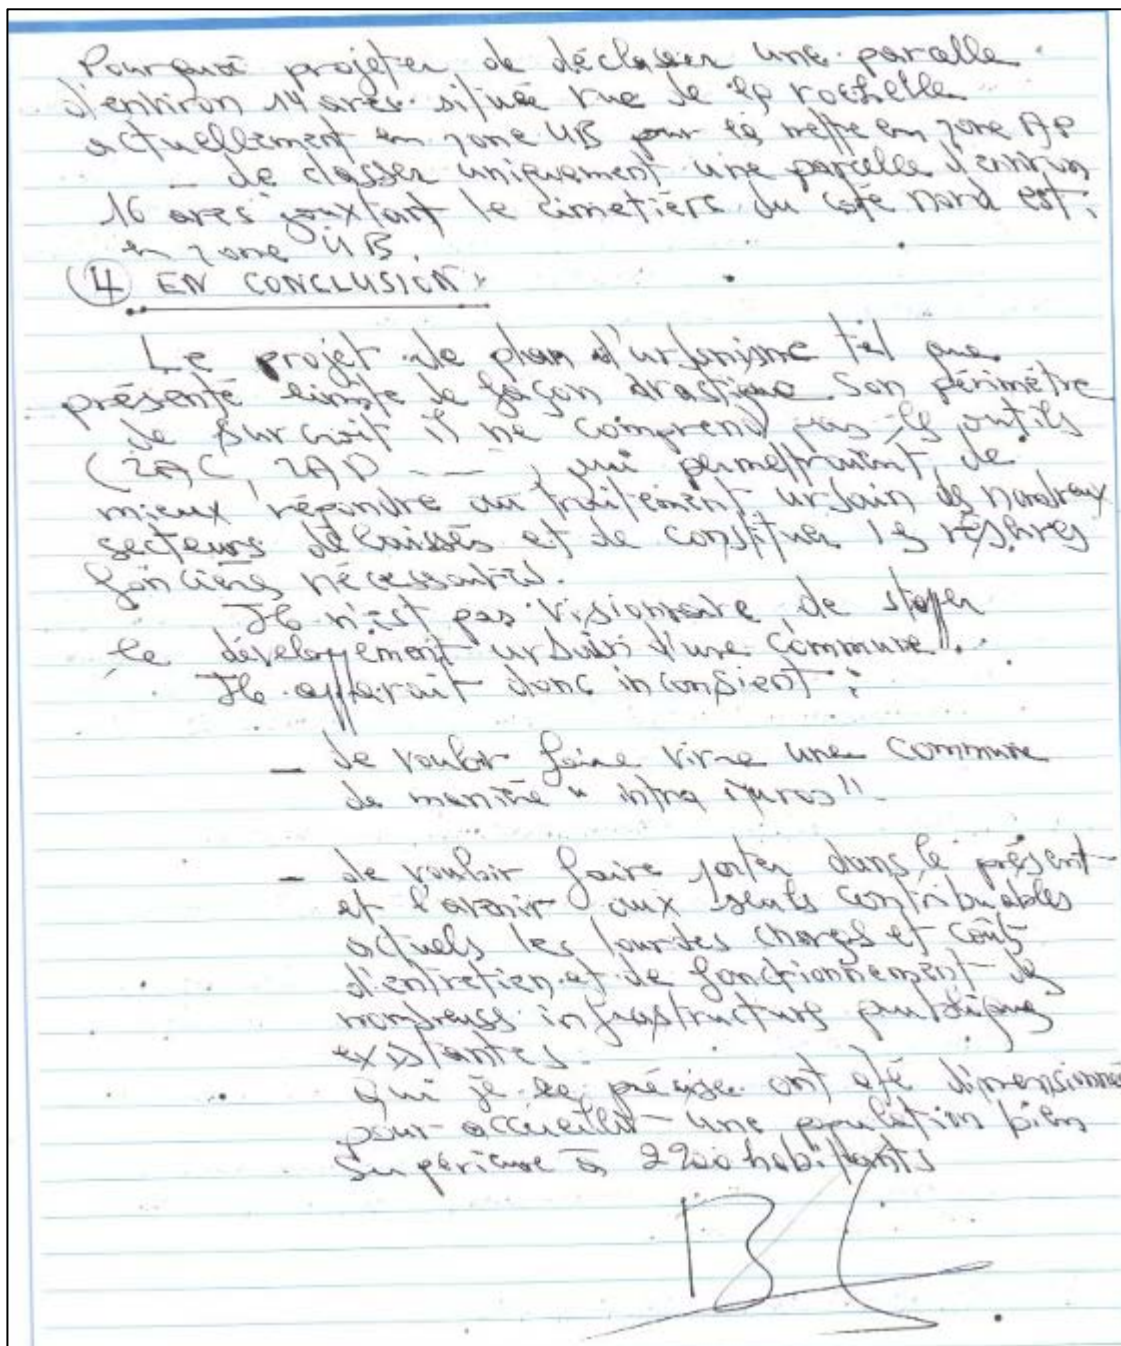 Pourquoi projeter de déclasser une parcelle
d'environ 14 ares située rue de la rochelle
actuellement en zone UB pour la mettre en zone AP
_ de classer uniquement une parcelle d'environ
16 ares jouxtant le cimetière du côté nord est.
en zone UB.
(4) EN CONCLUSION:
Le projet de plan d'urbanisme tel que
présenté limite de façon drastique son périmètre
de surcroit il ne comprend pas les outils
(ZAC, ZAD _ _, qui permettraient de
mieux répondre au traitement urbain des nombreux
secteurs délaissés et de constituer les réserves
foncières nécessaires.
Il n'est pas visionnaire, de stopper
le développement urbain d'une commune".
Il apparait donc inconsient :
_ de vouloir faire vivre une commune
de manière "intra muros".
- de vouloir faire porter dans le présent
et l'avenir aux seuls contribuables
actuels les lourdes charges et coûts
d'entretien et de fonctionnement des
nombreuses infrastructures publiques
existantes.
qui je le précise ont été dimensionné
pour accueillir une population bien
supérieure à 2200 habitants